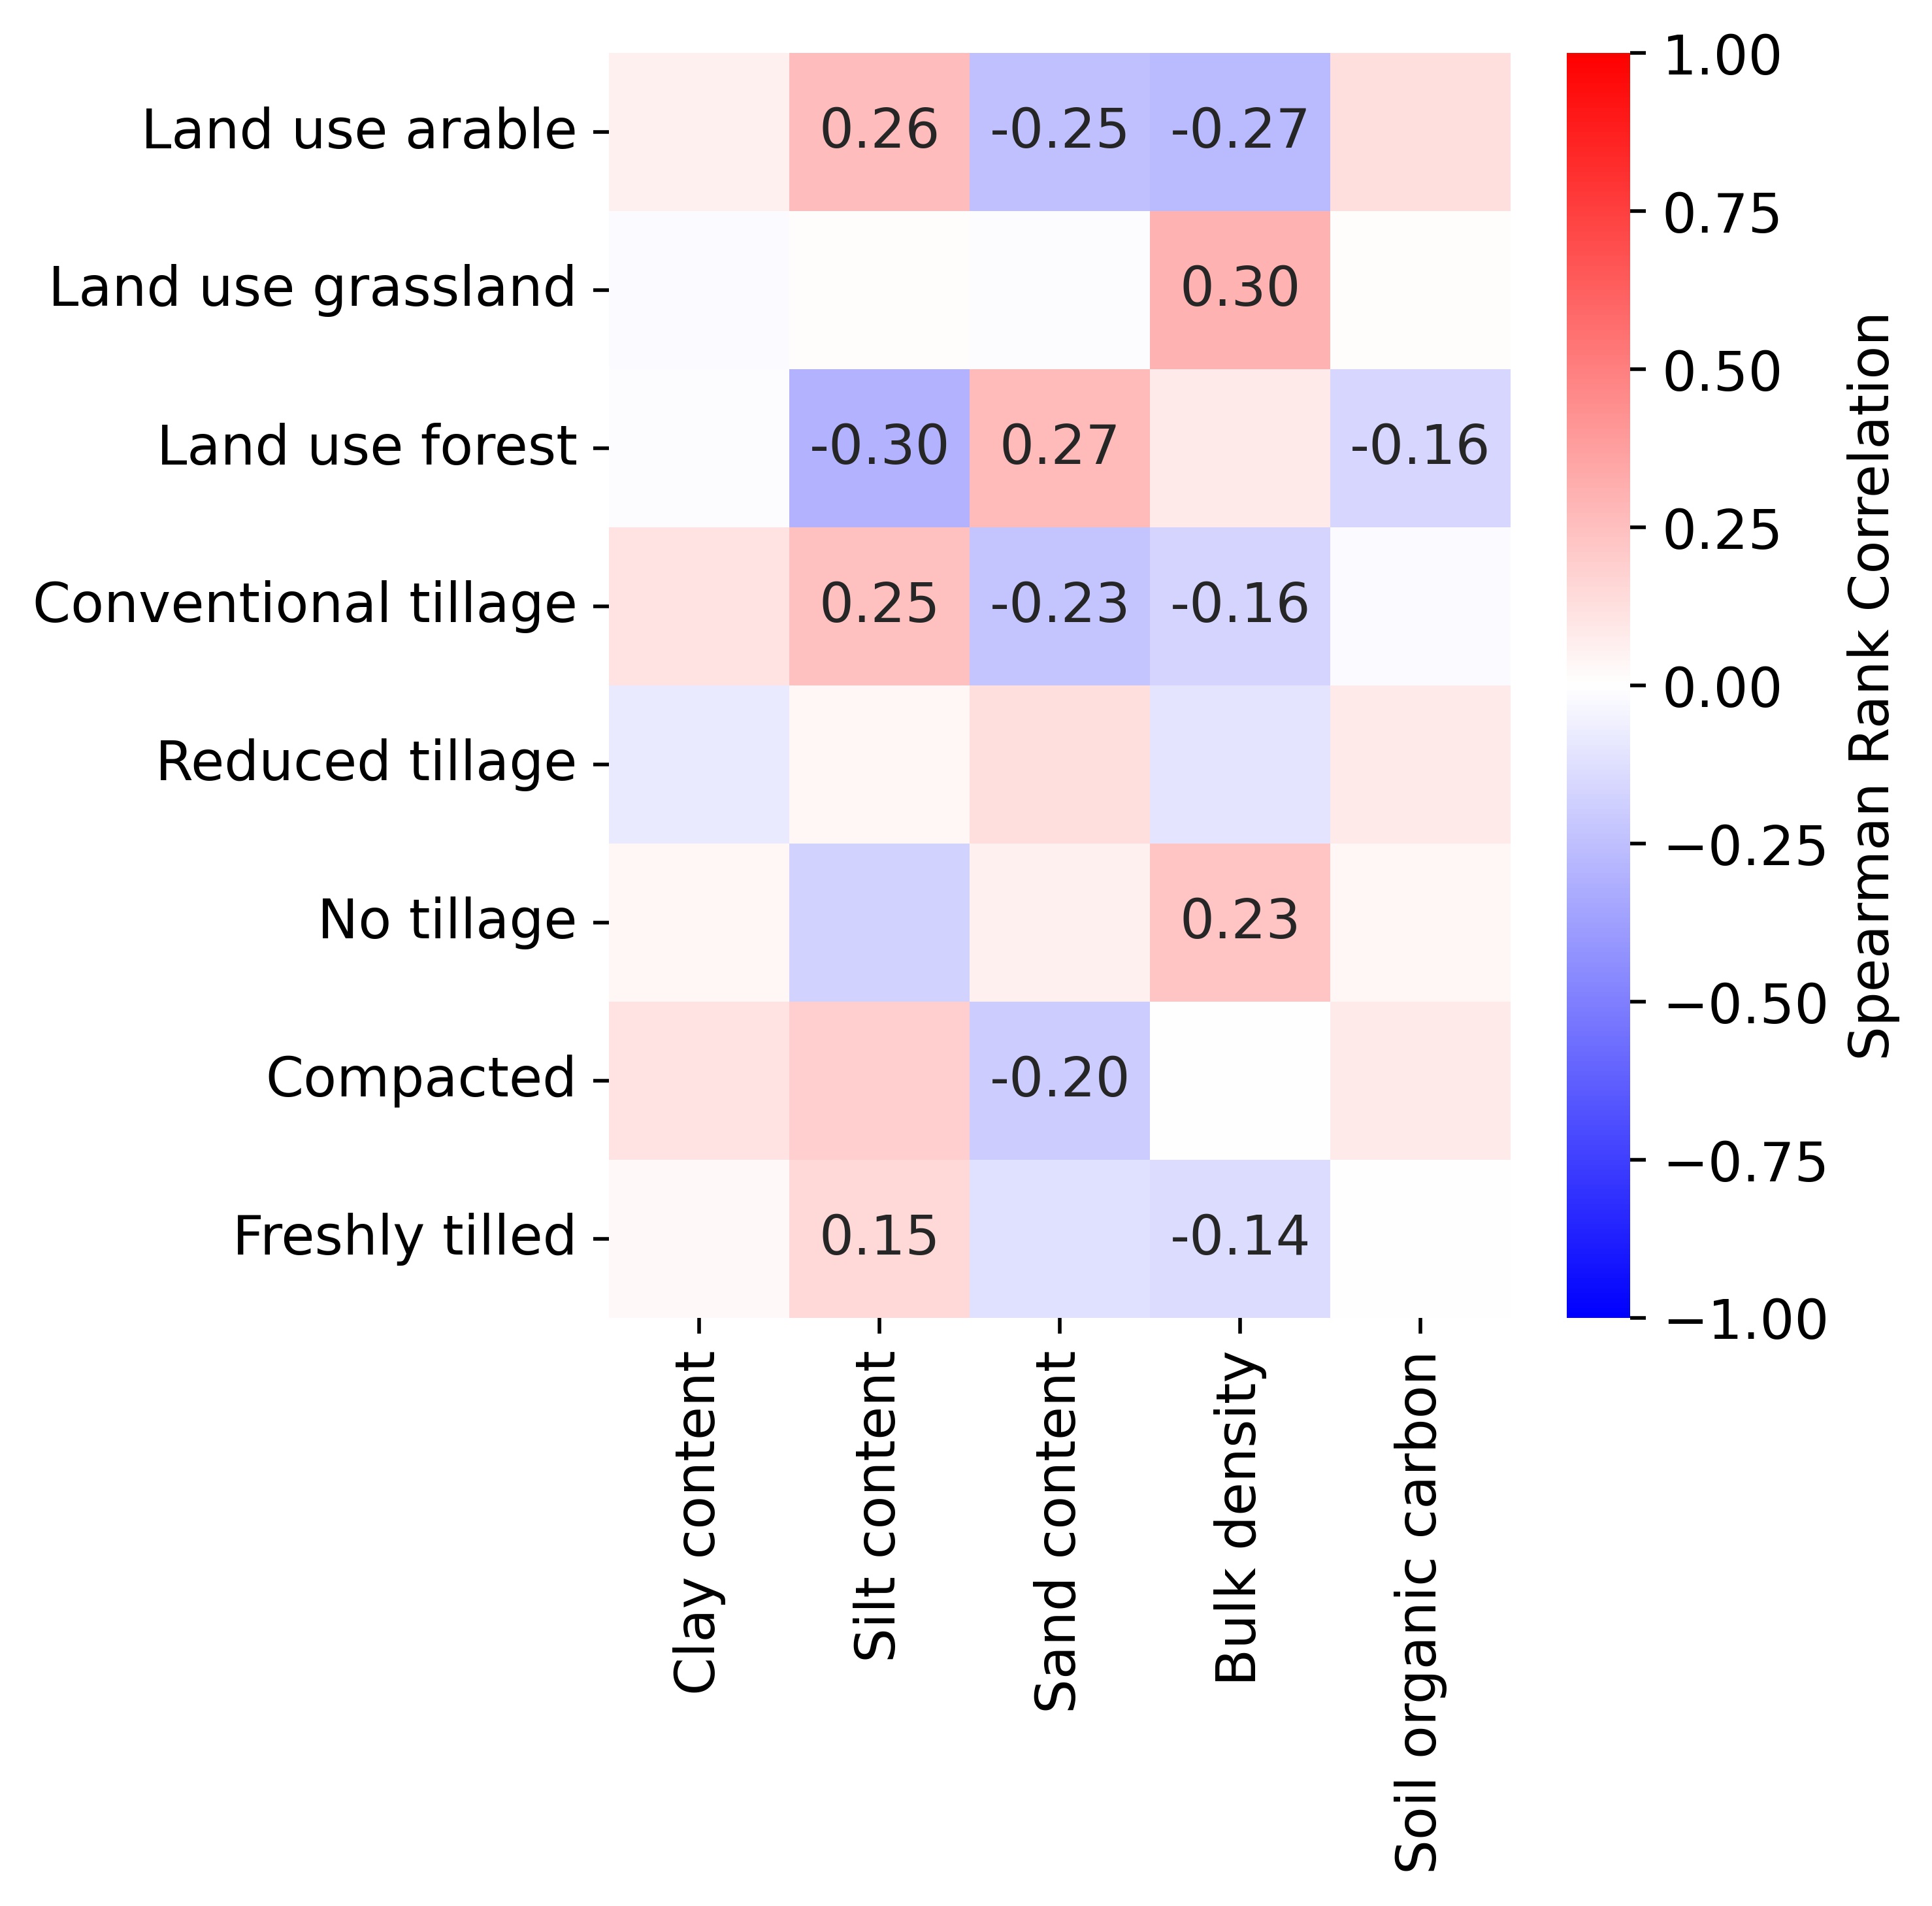 Land use arable
0.26 -0.25 -0.27
Land use grassland
0.30
Land use forest
-0.30 0.27 -0.16
Conventional tillage
0.25 -0.23 -0.16
Reduced tillage
No tillage
0.23
Compacted
-0.20
Freshly tilled
0.15 -0.14
Clay content
Silt content
Sand content
Bulk density
Soil organic carbon
1.00
0.75
0.50
0.25
0.00
−0.25
−0.50
−0.75
−1.00
Spearman Rank Correlation